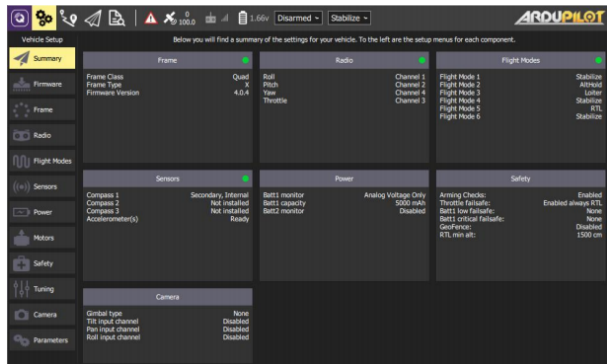 0
100.0
1.66v Disarmed Stabilize
ARDUPILOT
Vehicle Setup
Below you will find a summary of the settings for your vehicle. To the left are the setup menus for each component.
Summary
Firmware
Frame
Radio
Flight Modes
Sensors
Power
Motors
Safety
Tuning
Camera
Parameters
Frame
Frame Class Quad
Frame Type X
Firmware Version 4.0.4
Radio
Roll Channel 1
Pitch Channel 2
Yaw Channel 4
Throttle Channel 3
Flight Modes
Flight Mode 1 Stabilize
Flight Mode 2 AltHold
Flight Mode 3 Loiter
Flight Mode 4 Stabilize
Flight Mode 5 RTL
Flight Mode 6 Stabilize
Sensors
Compass 1 Secondary, Internal
Compass 2 Not installed
Compass 3 Not installed
Accelerometer(s) Ready
Power
Batt1 monitor Analog Voltage Only
Batt1 capacity 5000 mAh
Batt2 monitor Disabled
Safety
Arming Checks: Enabled
Throttle failsafe: Enabled always RTL
Batt1 low failsafe: None
Batt1 critical failsafe: None
GeoFence: Disabled
RTL min alt: 1500 cm
Camera
Gimbal type None
Tilt input channel Disabled
Pan input channel Disabled
Roll input channel Disabled